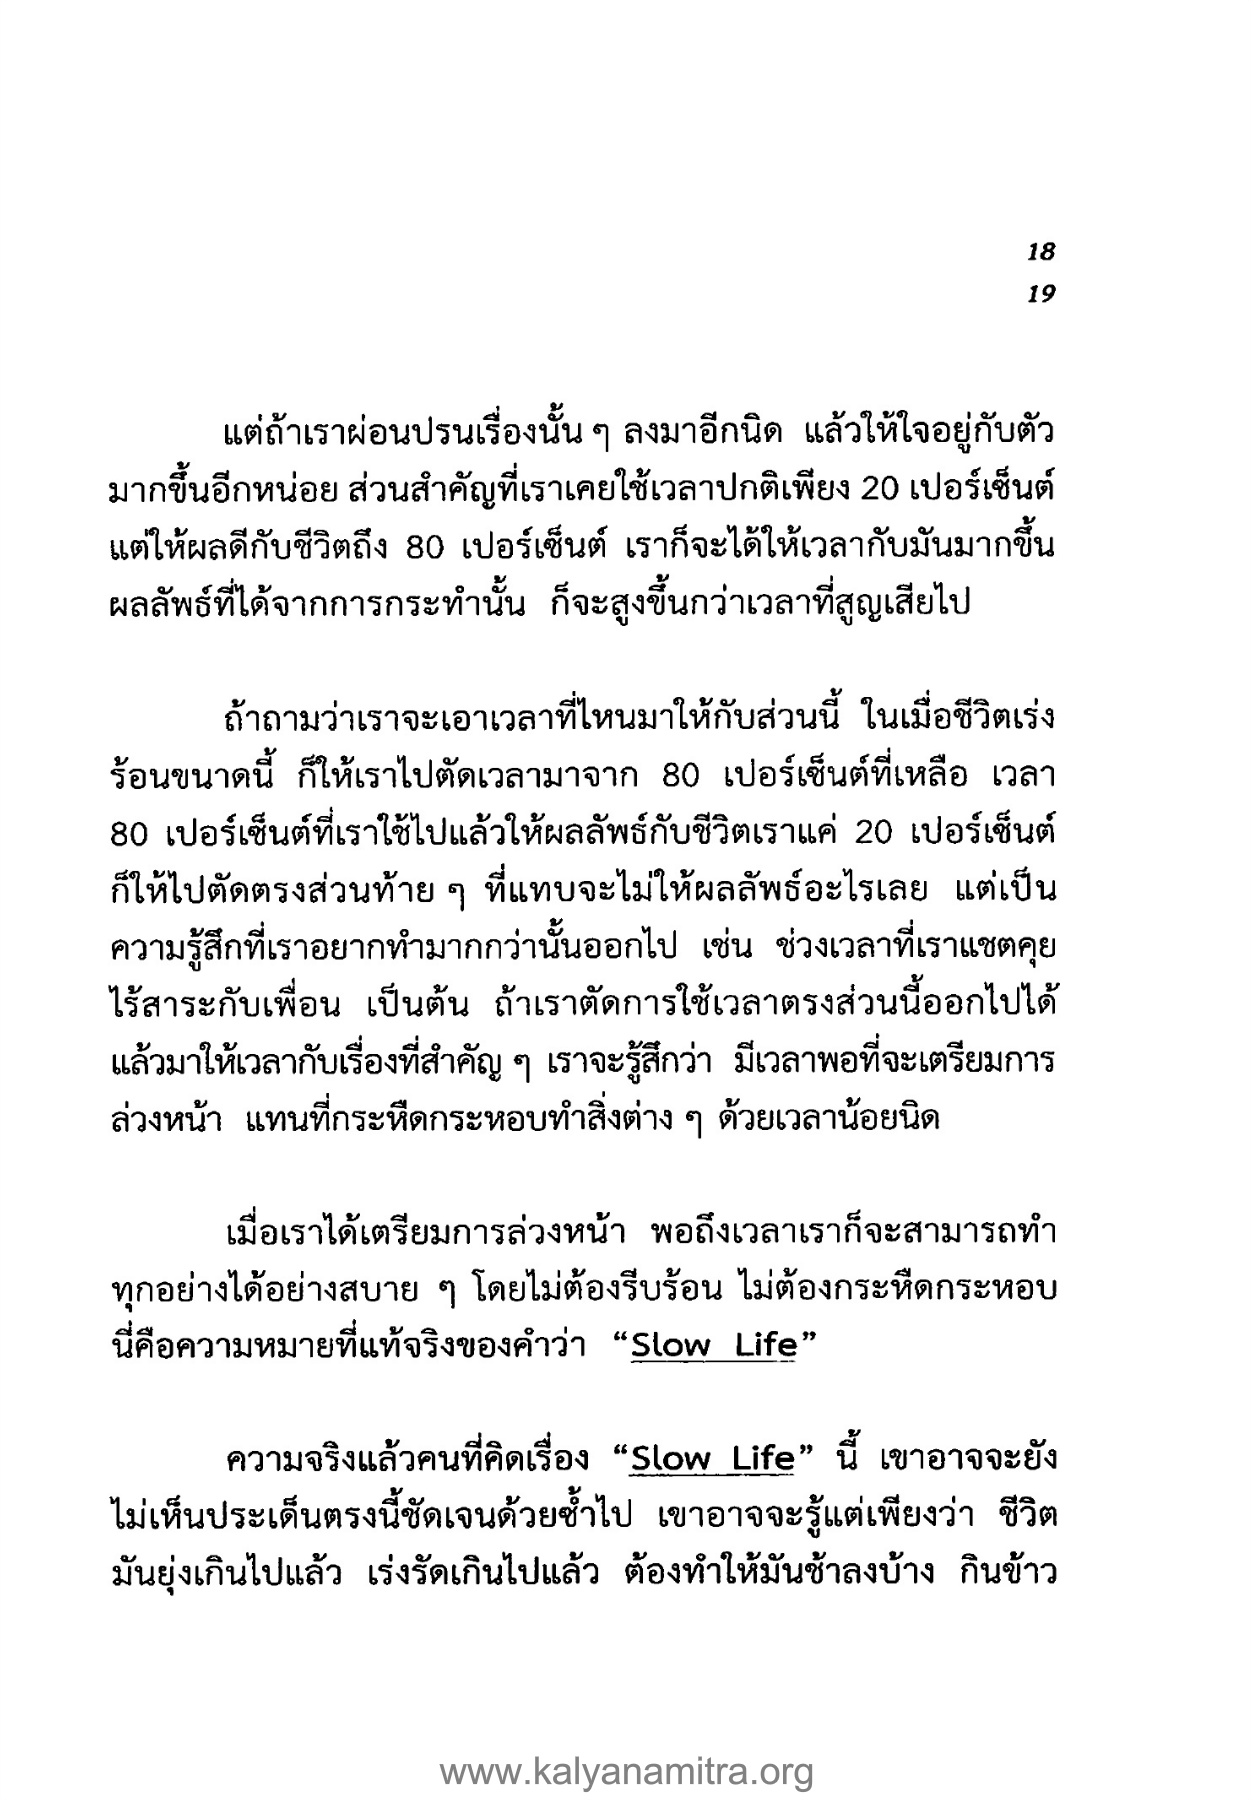 18
19
แต่ถ้าเราผ่อนปรนเรื่องนั้น ๆ ลงมาอีกนิด แล้วให้ใจอยู่กับตัว
มากขึ้นอีกหน่อย ส่วนสำคัญที่เราเคยใช้เวลาปกติเพียง 20 เปอร์เซ็นต์
แต่ให้ผลดีกับชีวิตถึง 80 เปอร์เซ็นต์ เราก็จะได้ให้เวลากับมันมากขึ้น
ผลลัพธ์ที่ได้จากการกระทำนั้น ก็จะสูงขึ้นกว่าเวลาที่สูญเสียไป
ถ้าถามว่าเราจะเอาเวลาที่ไหนมาให้กับส่วนนี้ ในเมื่อชีวิตเร่ง
ร้อนขนาดนี้ ก็ให้เราไปตัดเวลามาจาก 80 เปอร์เซ็นต์ที่เหลือ เวลา
80 เปอร์เซ็นต์ที่เราใช้ไปแล้วให้ผลลัพธ์กับชีวิตเราแค่ 20 เปอร์เซ็นต์
ก็ให้ไปตัดตรงส่วนท้าย ๆ ที่แทบจะไม่ให้ผลลัพธ์อะไรเลย แต่เป็น
ความรู้สึกที่เราอยากทำมากกว่านั้นออกไป เช่น ช่วงเวลาที่เราแชตคุย
ไร้สาระกับเพื่อน เป็นต้น ถ้าเราตัดการใช้เวลาตรงส่วนนี้ออกไปได้
แล้วมาให้เวลากับเรื่องที่สำคัญ ๆ เราจะรู้สึกว่า มีเวลาพอที่จะเตรียมการ
ล่วงหน้า แทนที่กระหืดกระหอบทำสิ่งต่าง ๆ ด้วยเวลาน้อยนิด
เมื่อเราได้เตรียมการล่วงหน้า พอถึงเวลาเราก็จะสามารถทำ
ทุกอย่างได้อย่างสบาย ๆ โดยไม่ต้องรีบร้อน ไม่ต้องกระหืดกระหอบ
นี่คือความหมายที่แท้จริงของคำว่า “Slow Life”
ความจริงแล้วคนที่คิดเรื่อง “Slow Life” นี้ เขาอาจจะยัง
ไม่เห็นประเด็นตรงนี้ชัดเจนด้วยซ้ำไป เขาอาจจะรู้แต่เพียงว่า ชีวิต
มันยุ่งเกินไปแล้ว เร่งรัดเกินไปแล้ว ต้องทำให้มันช้าลงบ้าง กินข้าว
www.kalyanamitra.org